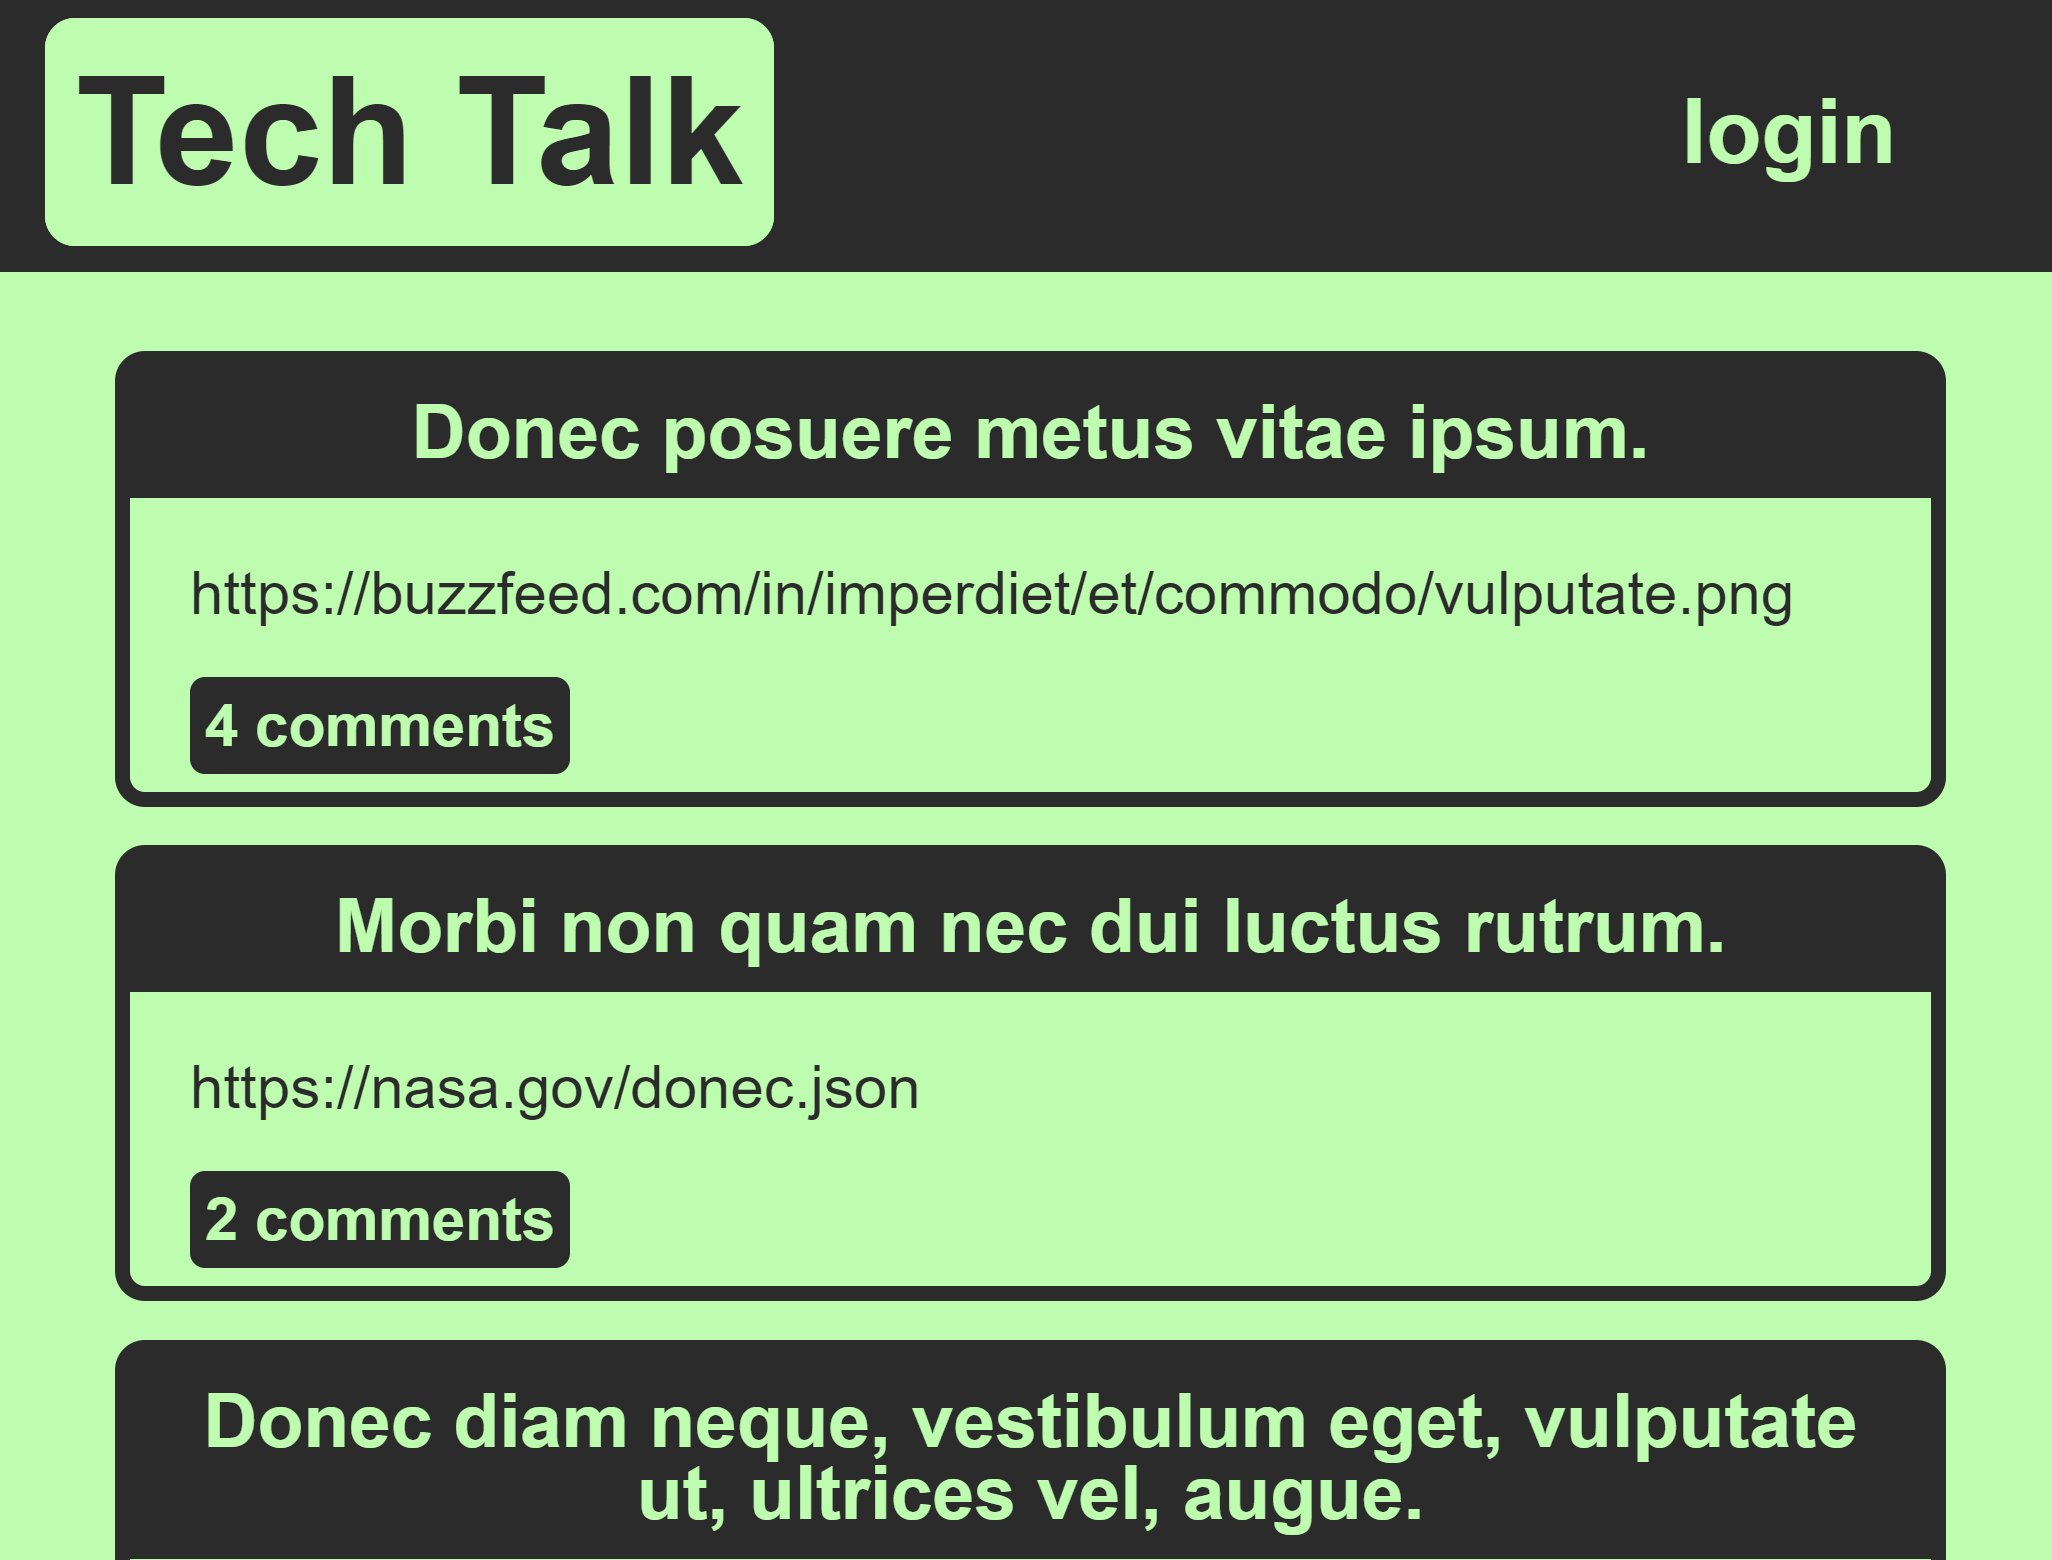 Tech Talk
login
Donec posuere metus vitae ipsum.
https://buzzfeed.com/in/imperdiet/et/commodo/vulputate.png
4 comments
Morbi non quam nec dui luctus rutrum.
https://nasa.gov/donec.json
2 comments
Donec diam neque, vestibulum eget, vulputate
ut, ultrices vel, augue.